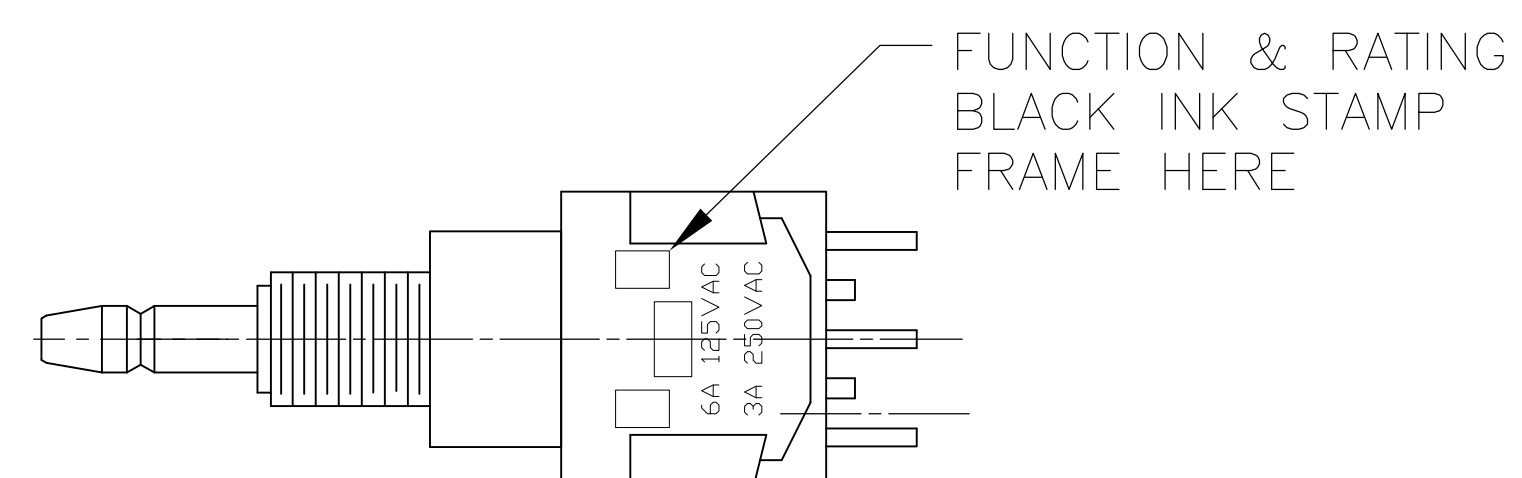 FUNCTION & RATING
BLACK INK STAMP
FRAME HERE
6A 125VAC
3A 250VAC